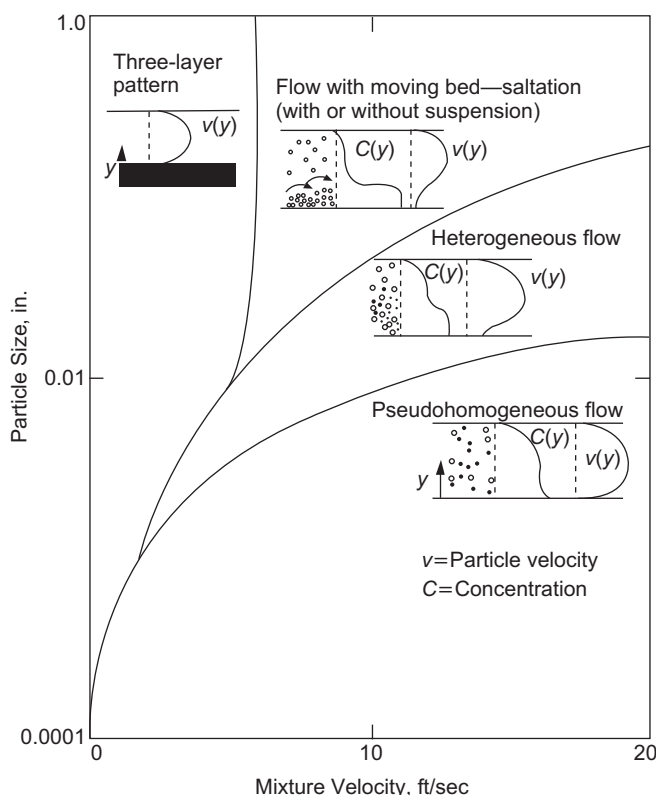 1.0
Three-layer
pattern
v(y)
y
Flow with moving bed—saltation
(with or without suspension)
C(y)
v(y)
Heterogeneous flow
C(y)
v(y)
Particle Size, in.
0.01
Pseudohomogeneous flow
C(y)
v(y)
y
v=Particle velocity
C=Concentration
0.0001
0
10
20
Mixture Velocity, ft/sec